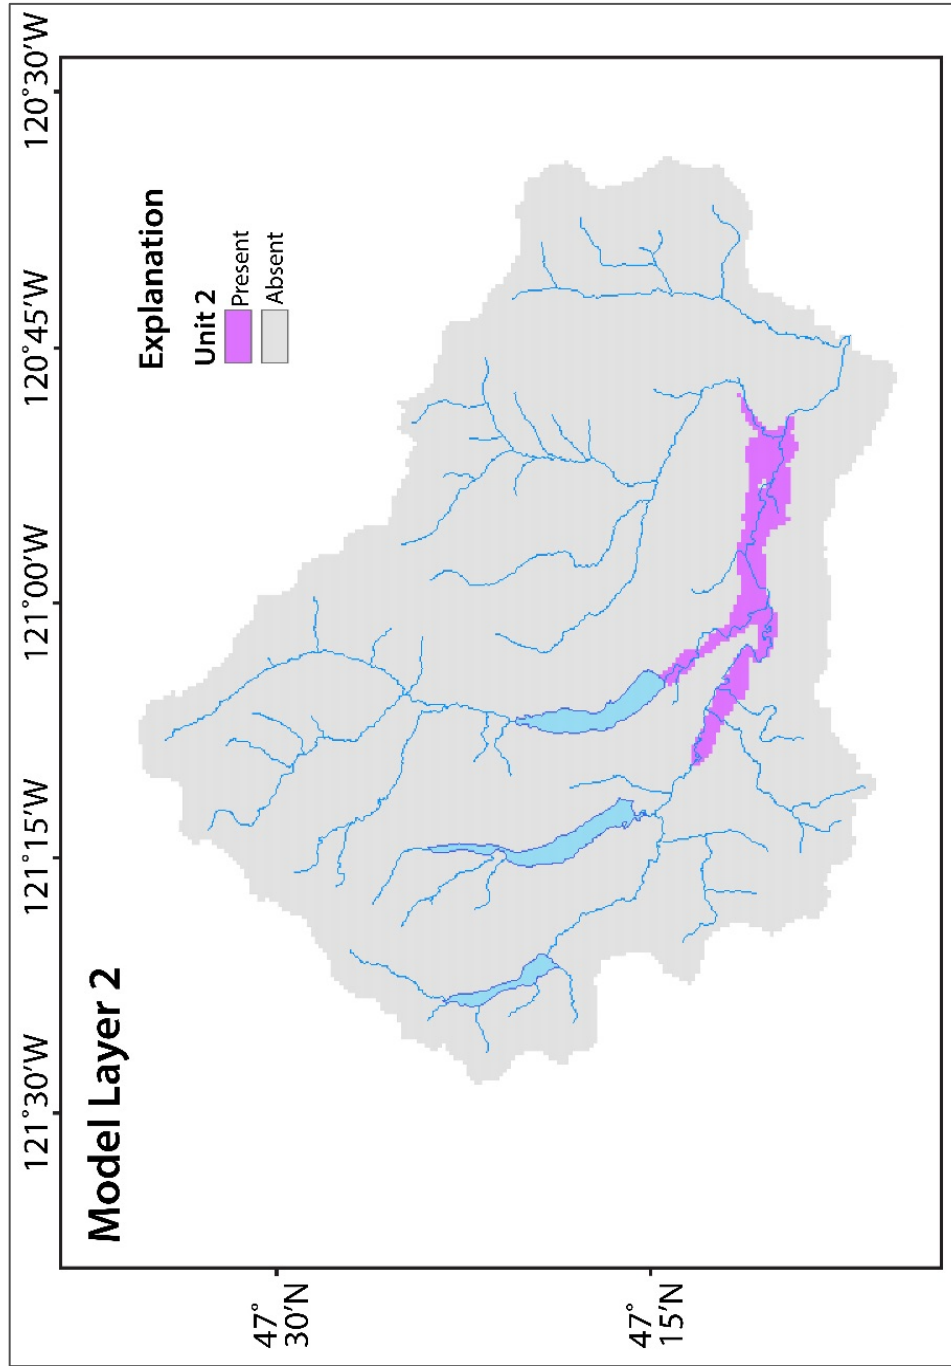 121°30’W
121°15’W
121°00’W
120°45’W
120°30’W
Model Layer 2
Explanation
Unit 2
Present
Absent
47°
30’N
47°
15’N